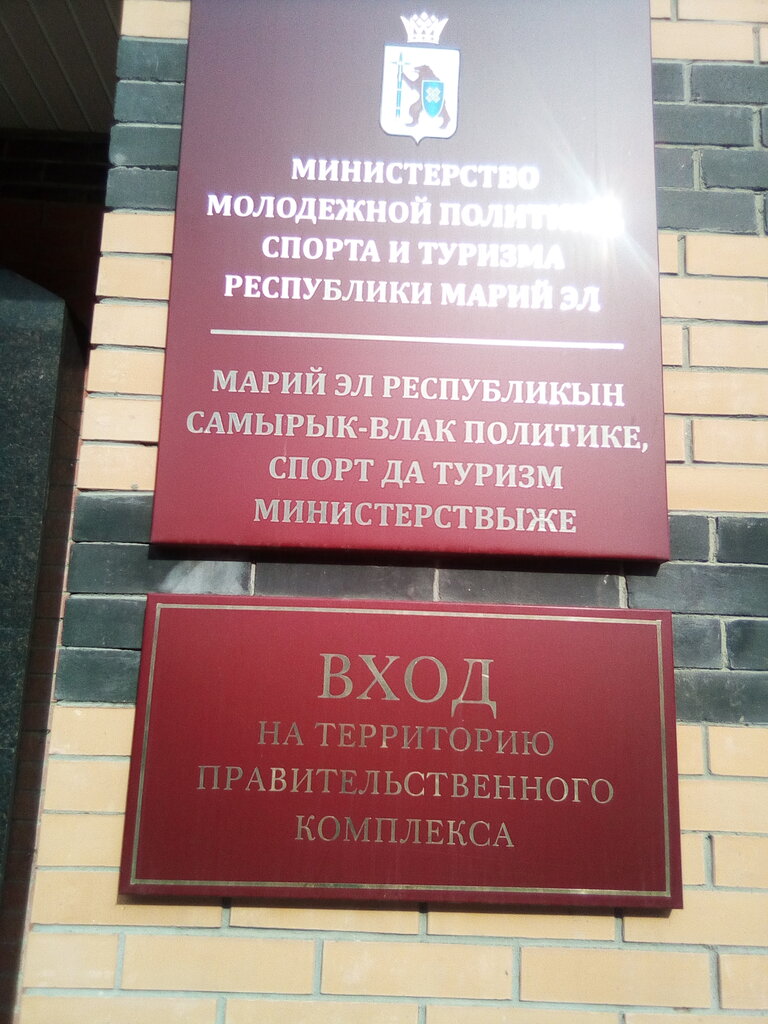 МИНИСТЕРСТВО
МОЛОДЕЖНОЙ ПОЛИТИКИ
СПОРТА И ТУРИЗМА
РЕСПУБЛИКИ МАРИЙ ЭЛ
МАРИЙ ЭЛ РЕСПУБЛИКЫН
САМЫРЫК-ВЛАК ПОЛИТИКЕ,
СПОРТ ДА ТУРИЗМ
МИНИСТЕРСТВЫЖЕ
ВХОД
НА ТЕРРИТОРИЮ
ПРАВИТЕЛЬСТВЕННОГО
КОМПЛЕКСА